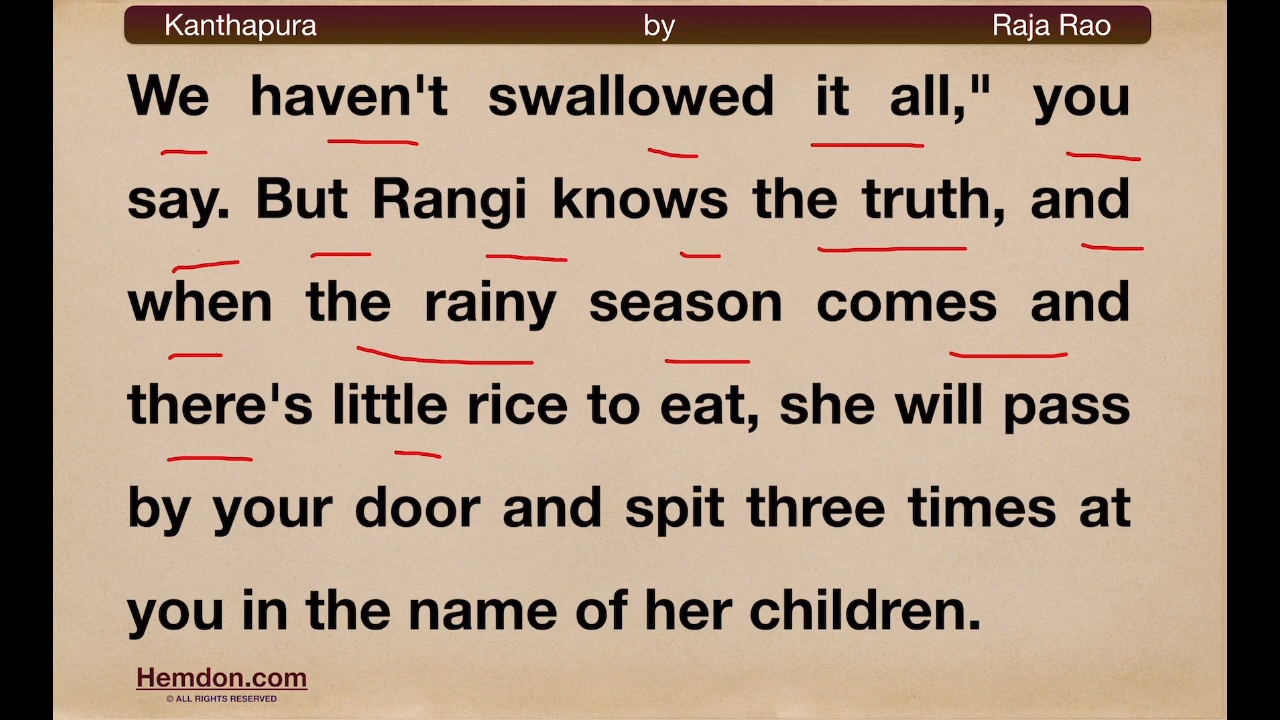 Kanthapura by Raja Rao
We haven't swallowed it all," you
say. But Rangi knows the truth, and
when the rainy season comes and
there's little rice to eat, she will pass
by your door and spit three times at
you in the name of her children.
Hemdon.com
© ALL RIGHTS RESERVED